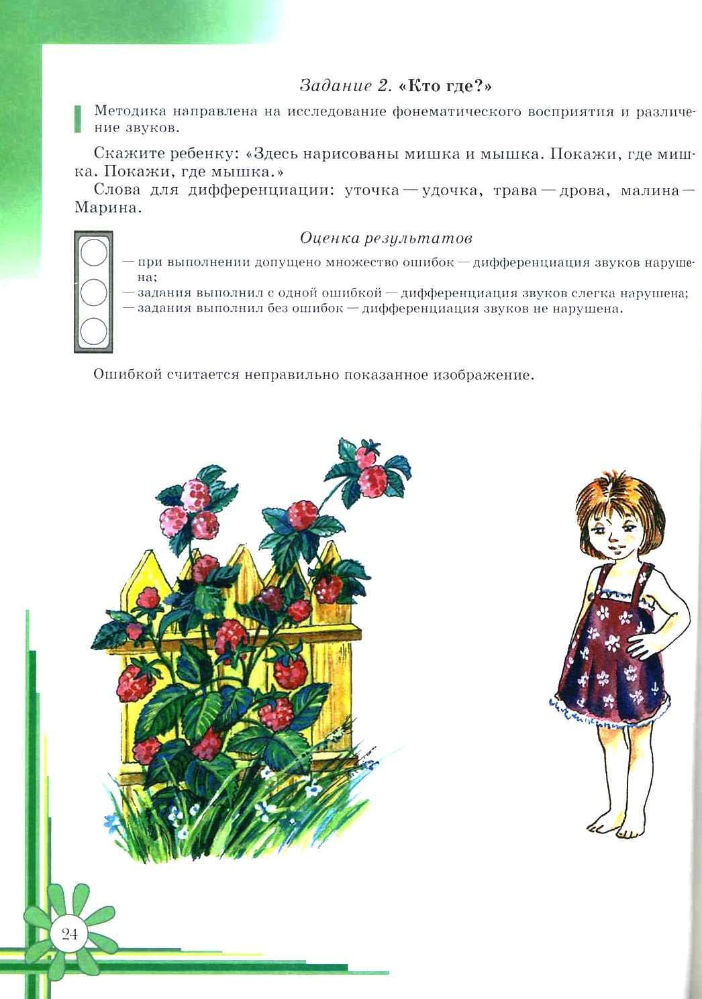 Задание 2. «Кто где?»
Методика направлена на исследование фонематического восприятия и различе-
ние звуков.
Скажите ребенку: «Здесь нарисованы мишка и мышка. Покажи, где миш-
ка. Покажи, где мышка.»
Слова для дифференциации: уточка — удочка, трава — дрова, малина —
Марина.
Оценка результатов
— при выполнении допущено множество ошибок — дифференциация звуков наруше-
на;
— задания выполнил с одной ошибкой — дифференциация звуков слегка нарушена;
— задания выполнил без ошибок — дифференциация звуков не нарушена.
Ошибкой считается неправильно показанное изображение.
24